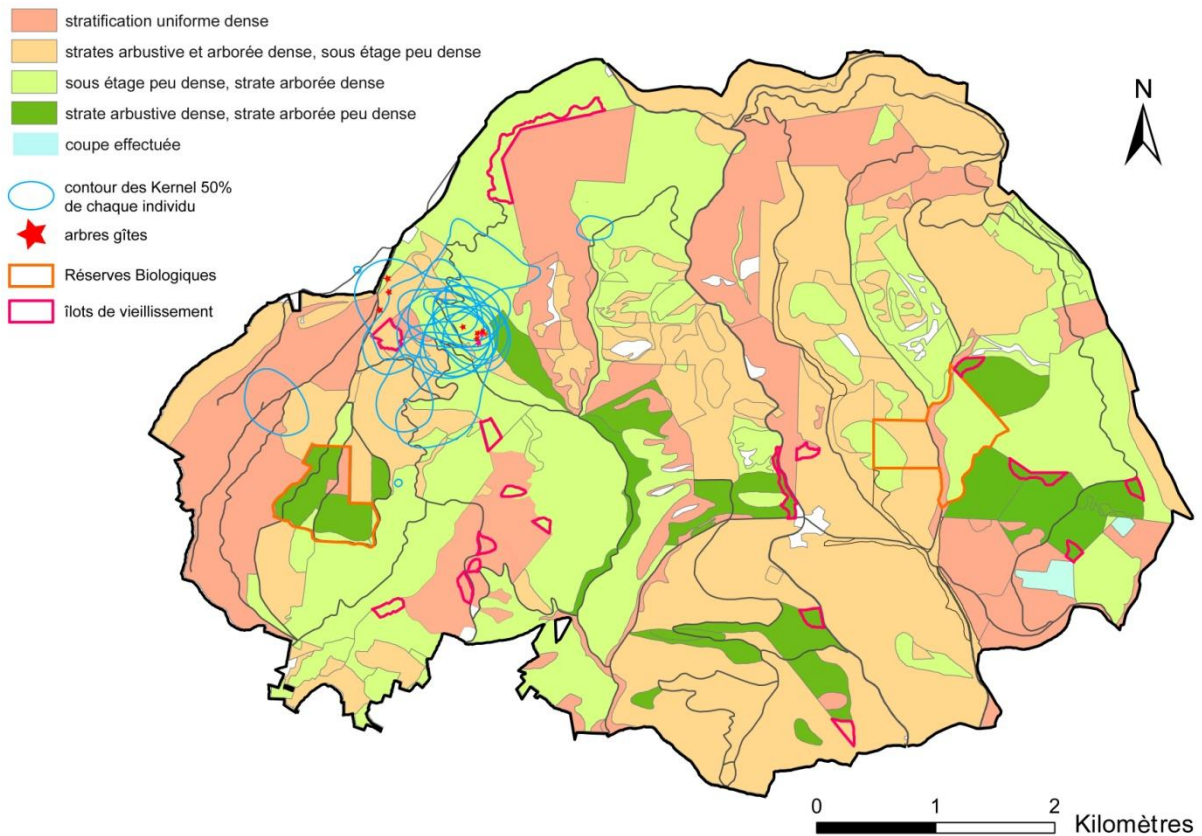 stratification uniforme dense
strates arbustive et arborée dense, sous étage peu dense
sous étage peu dense, strate arborée dense
strate arbustive dense, strate arborée peu dense
coupe effectuée
contour des Kernel 50%
de chaque individu
arbres gîtes
Réserves Biologiques
îlots de vieillissement
N
0 1 2
Kilomètres